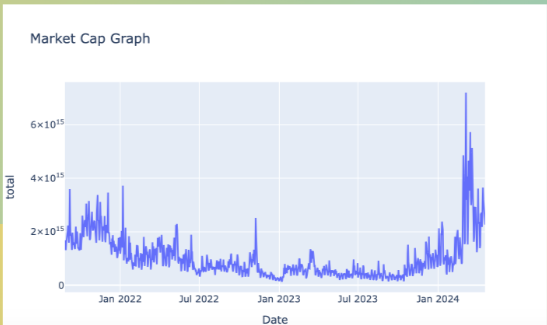 Market Cap Graph
6×10¹⁵
4×10¹⁵
2×10¹⁵
0
total
Jan 2022 Jul 2022 Jan 2023 Jul 2023 Jan 2024
Date